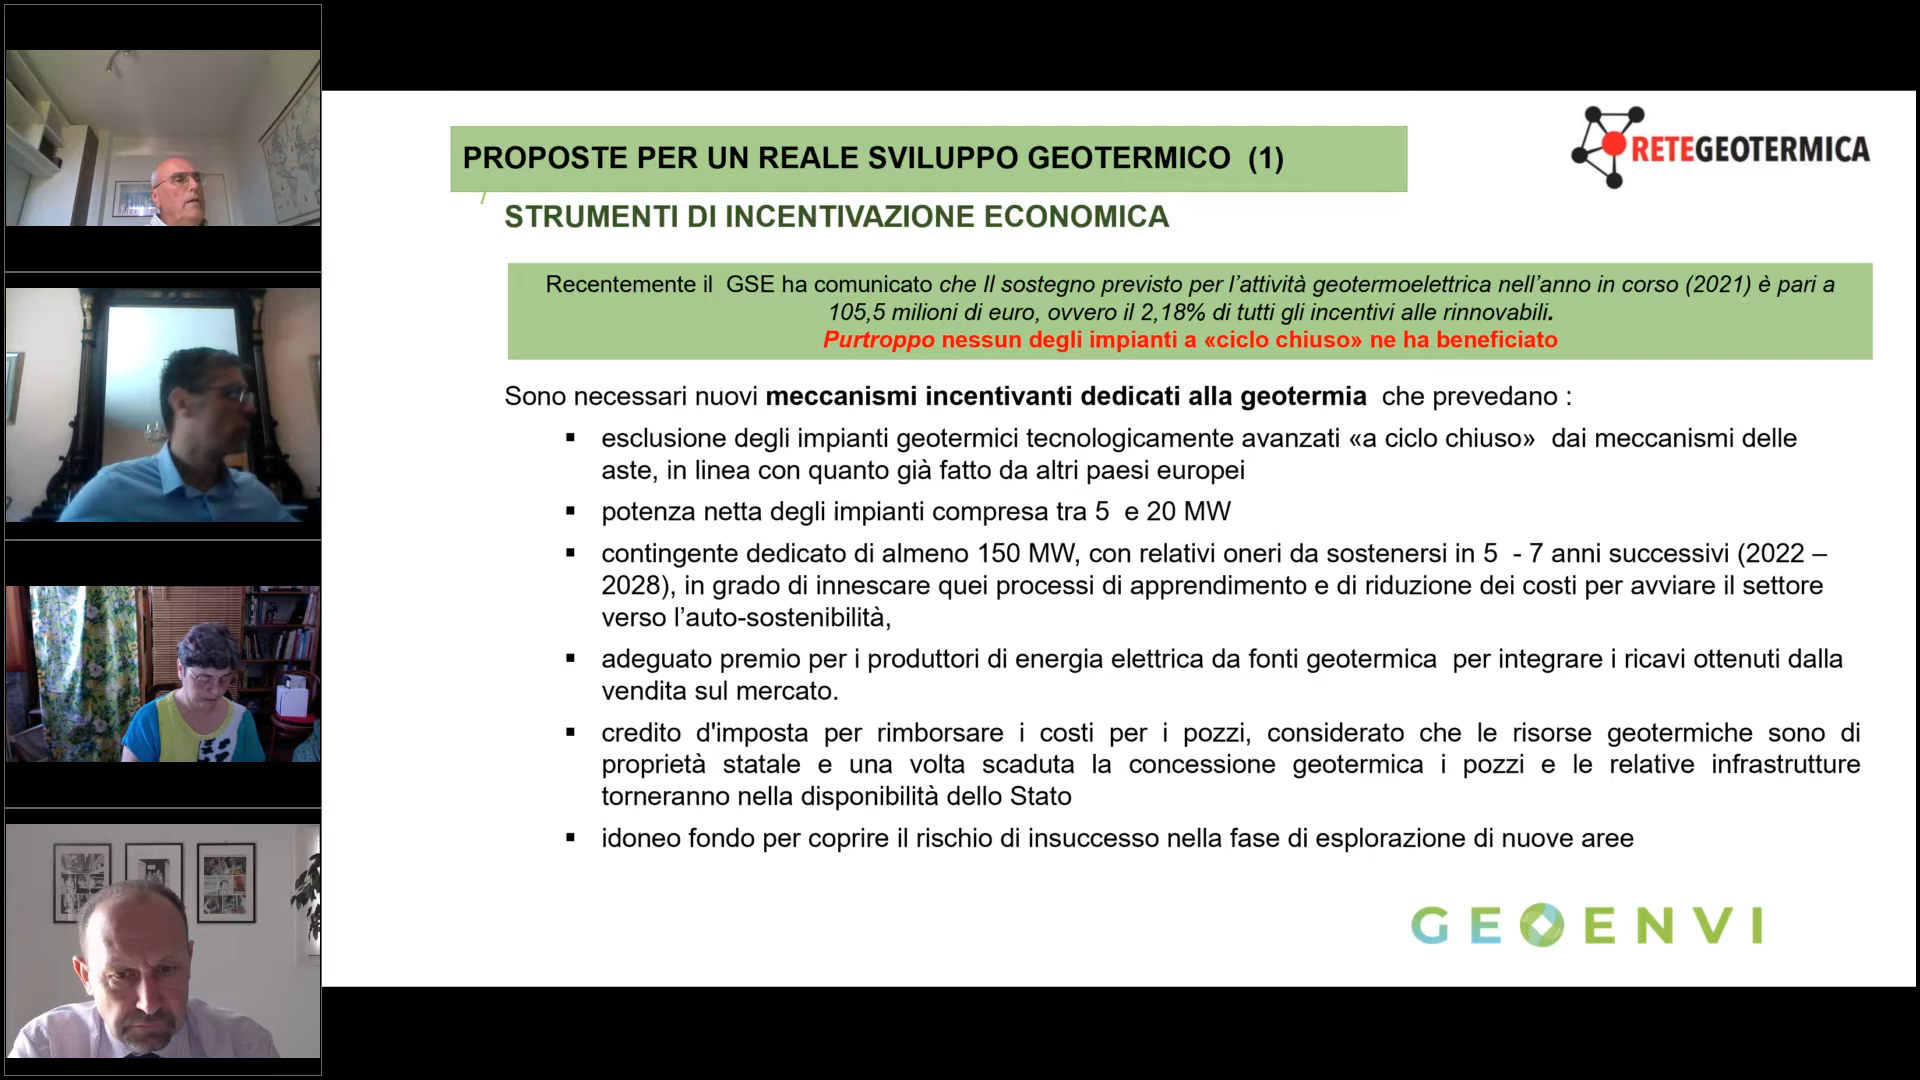 PROPOSTE PER UN REALE SVILUPPO GEOTERMICO (1)
RETEGEOTERMICA
STRUMENTI DI INCENTIVAZIONE ECONOMICA
Recentemente il GSE ha comunicato che Il sostegno previsto per l’attività geotermoelettrica nell’anno in corso (2021) è pari a
105,5 milioni di euro, ovvero il 2,18% di tutti gli incentivi alle rinnovabili.
Purtroppo nessun degli impianti a «ciclo chiuso» ne ha beneficiato
Sono necessari nuovi meccanismi incentivanti dedicati alla geotermia che prevedano :
▪ esclusione degli impianti geotermici tecnologicamente avanzati «a ciclo chiuso» dai meccanismi delle
aste, in linea con quanto già fatto da altri paesi europei
▪ potenza netta degli impianti compresa tra 5 e 20 MW
▪ contingente dedicato di almeno 150 MW, con relativi oneri da sostenersi in 5 - 7 anni successivi (2022 –
2028), in grado di innescare quei processi di apprendimento e di riduzione dei costi per avviare il settore
verso l’auto-sostenibilità,
▪ adeguato premio per i produttori di energia elettrica da fonti geotermica per integrare i ricavi ottenuti dalla
vendita sul mercato.
▪ credito d'imposta per rimborsare i costi per i pozzi, considerato che le risorse geotermiche sono di
proprietà statale e una volta scaduta la concessione geotermica i pozzi e le relative infrastrutture
torneranno nella disponibilità dello Stato
▪ idoneo fondo per coprire il rischio di insuccesso nella fase di esplorazione di nuove aree
GEOENVI